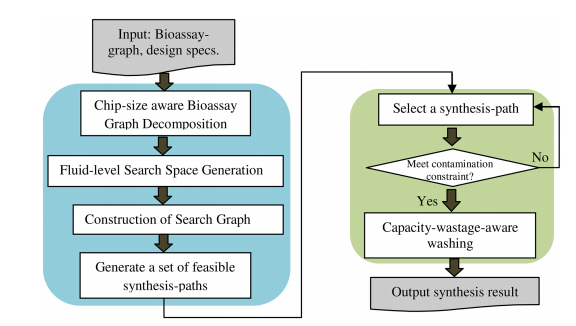 Input: Bioassay-
graph, design specs.
Chip-size aware Bioassay
Graph Decomposition
Fluid-level Search Space Generation
Construction of Search Graph
Generate a set of feasible
synthesis-paths
Select a synthesis-path
Meet contamination
constraint?
No
Yes
Capacity-wastage-aware
washing
Output synthesis result